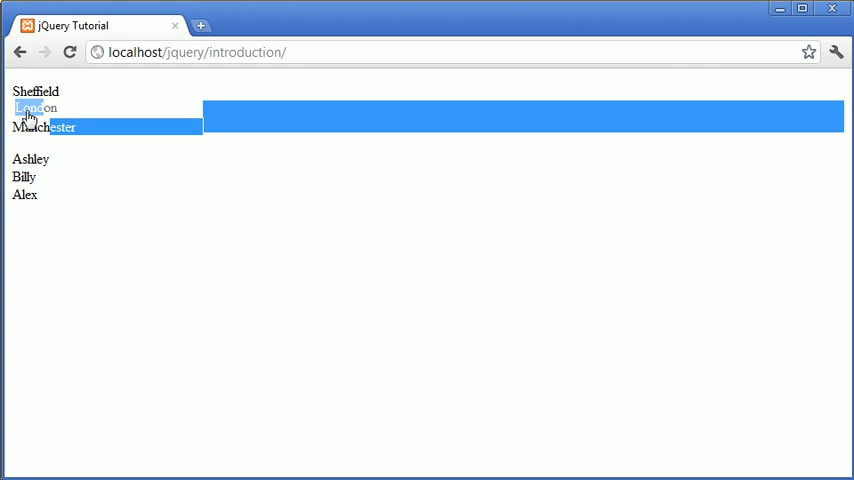 jQuery Tutorial
localhost/jquery/introduction/
Sheffield
London
Manchester
Ashley
Billy
Alex